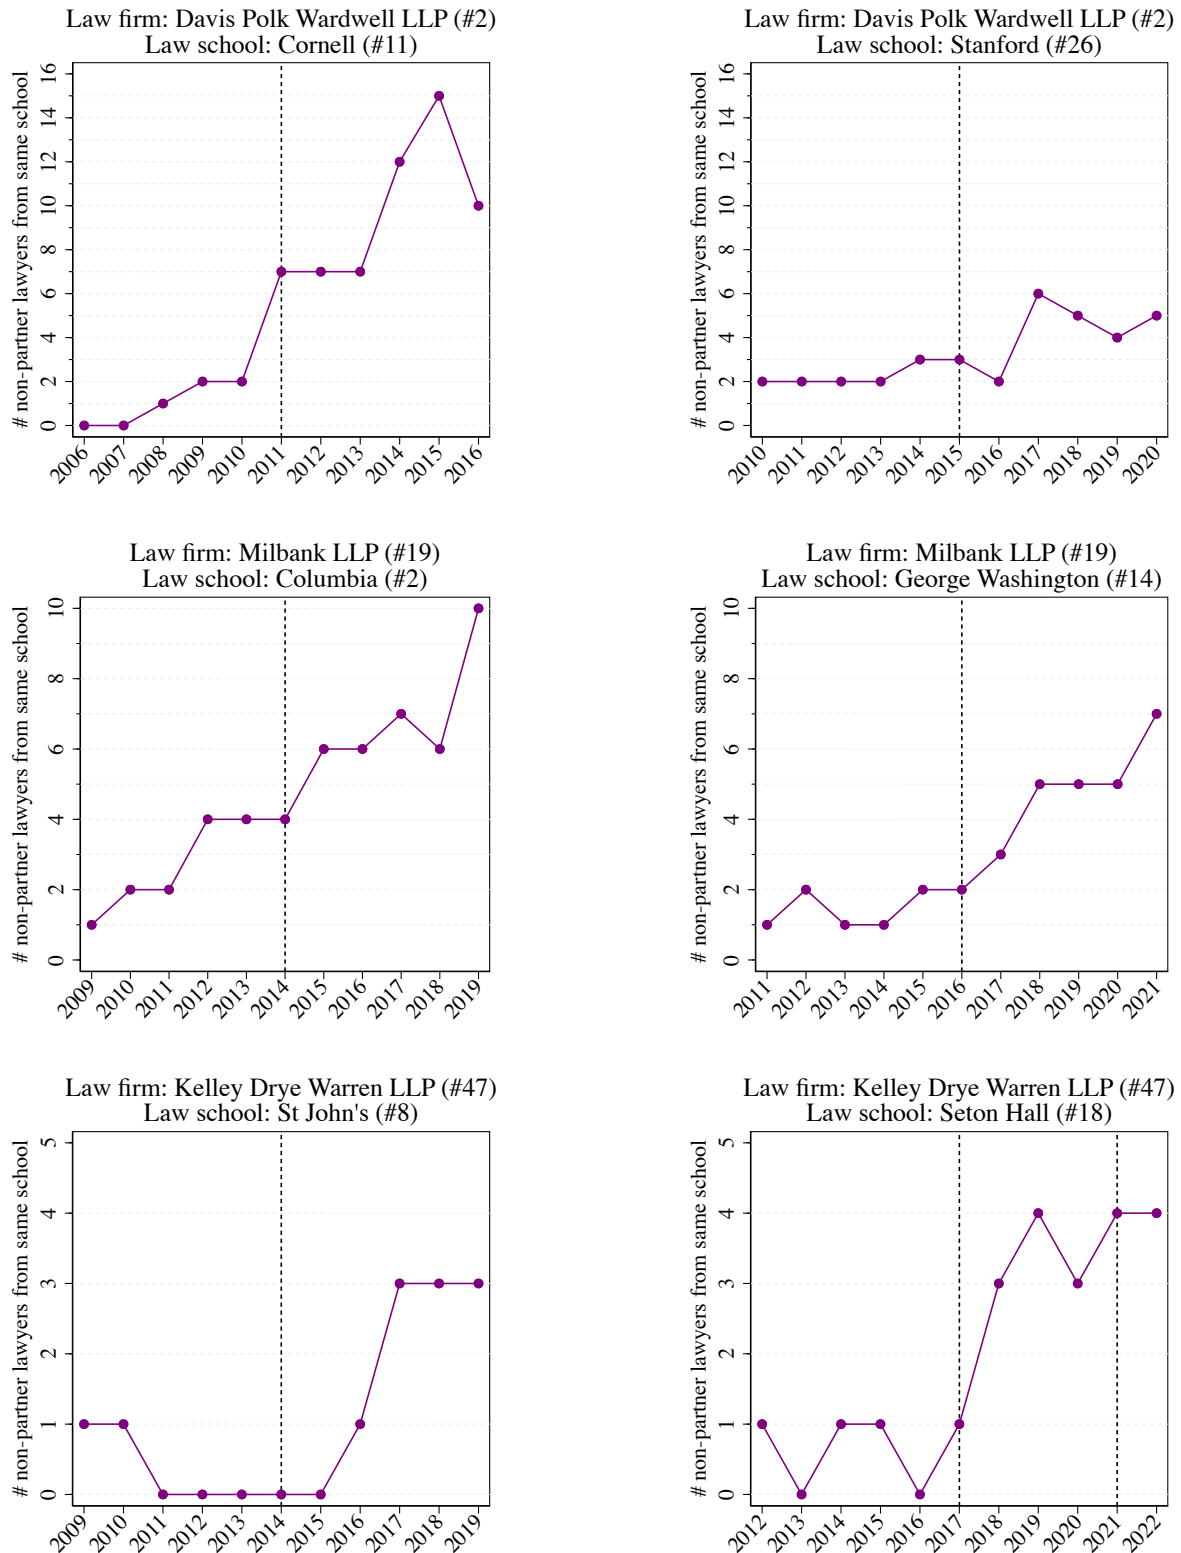 Law firm: Davis Polk Wardwell LLP (#2)
Law school: Cornell (#11)
# non-partner lawyers from same school
0 2 4 6 8 10 12 14 16
2006 2007 2008 2009 2010 2011 2012 2013 2014 2015 2016
Law firm: Davis Polk Wardwell LLP (#2)
Law school: Stanford (#26)
# non-partner lawyers from same school
0 2 4 6 8 10 12 14 16
2010 2011 2012 2013 2014 2015 2016 2017 2018 2019 2020
Law firm: Milbank LLP (#19)
Law school: Columbia (#2)
# non-partner lawyers from same school
0 2 4 6 8 10
2009 2010 2011 2012 2013 2014 2015 2016 2017 2018 2019
Law firm: Milbank LLP (#19)
Law school: George Washington (#14)
# non-partner lawyers from same school
0 2 4 6 8 10
2011 2012 2013 2014 2015 2016 2017 2018 2019 2020 2021
Law firm: Kelley Drye Warren LLP (#47)
Law school: St John's (#8)
# non-partner lawyers from same school
0 1 2 3 4 5
2009 2010 2011 2012 2013 2014 2015 2016 2017 2018 2019
Law firm: Kelley Drye Warren LLP (#47)
Law school: Seton Hall (#18)
# non-partner lawyers from same school
0 1 2 3 4 5
2012 2013 2014 2015 2016 2017 2018 2019 2020 2021 2022